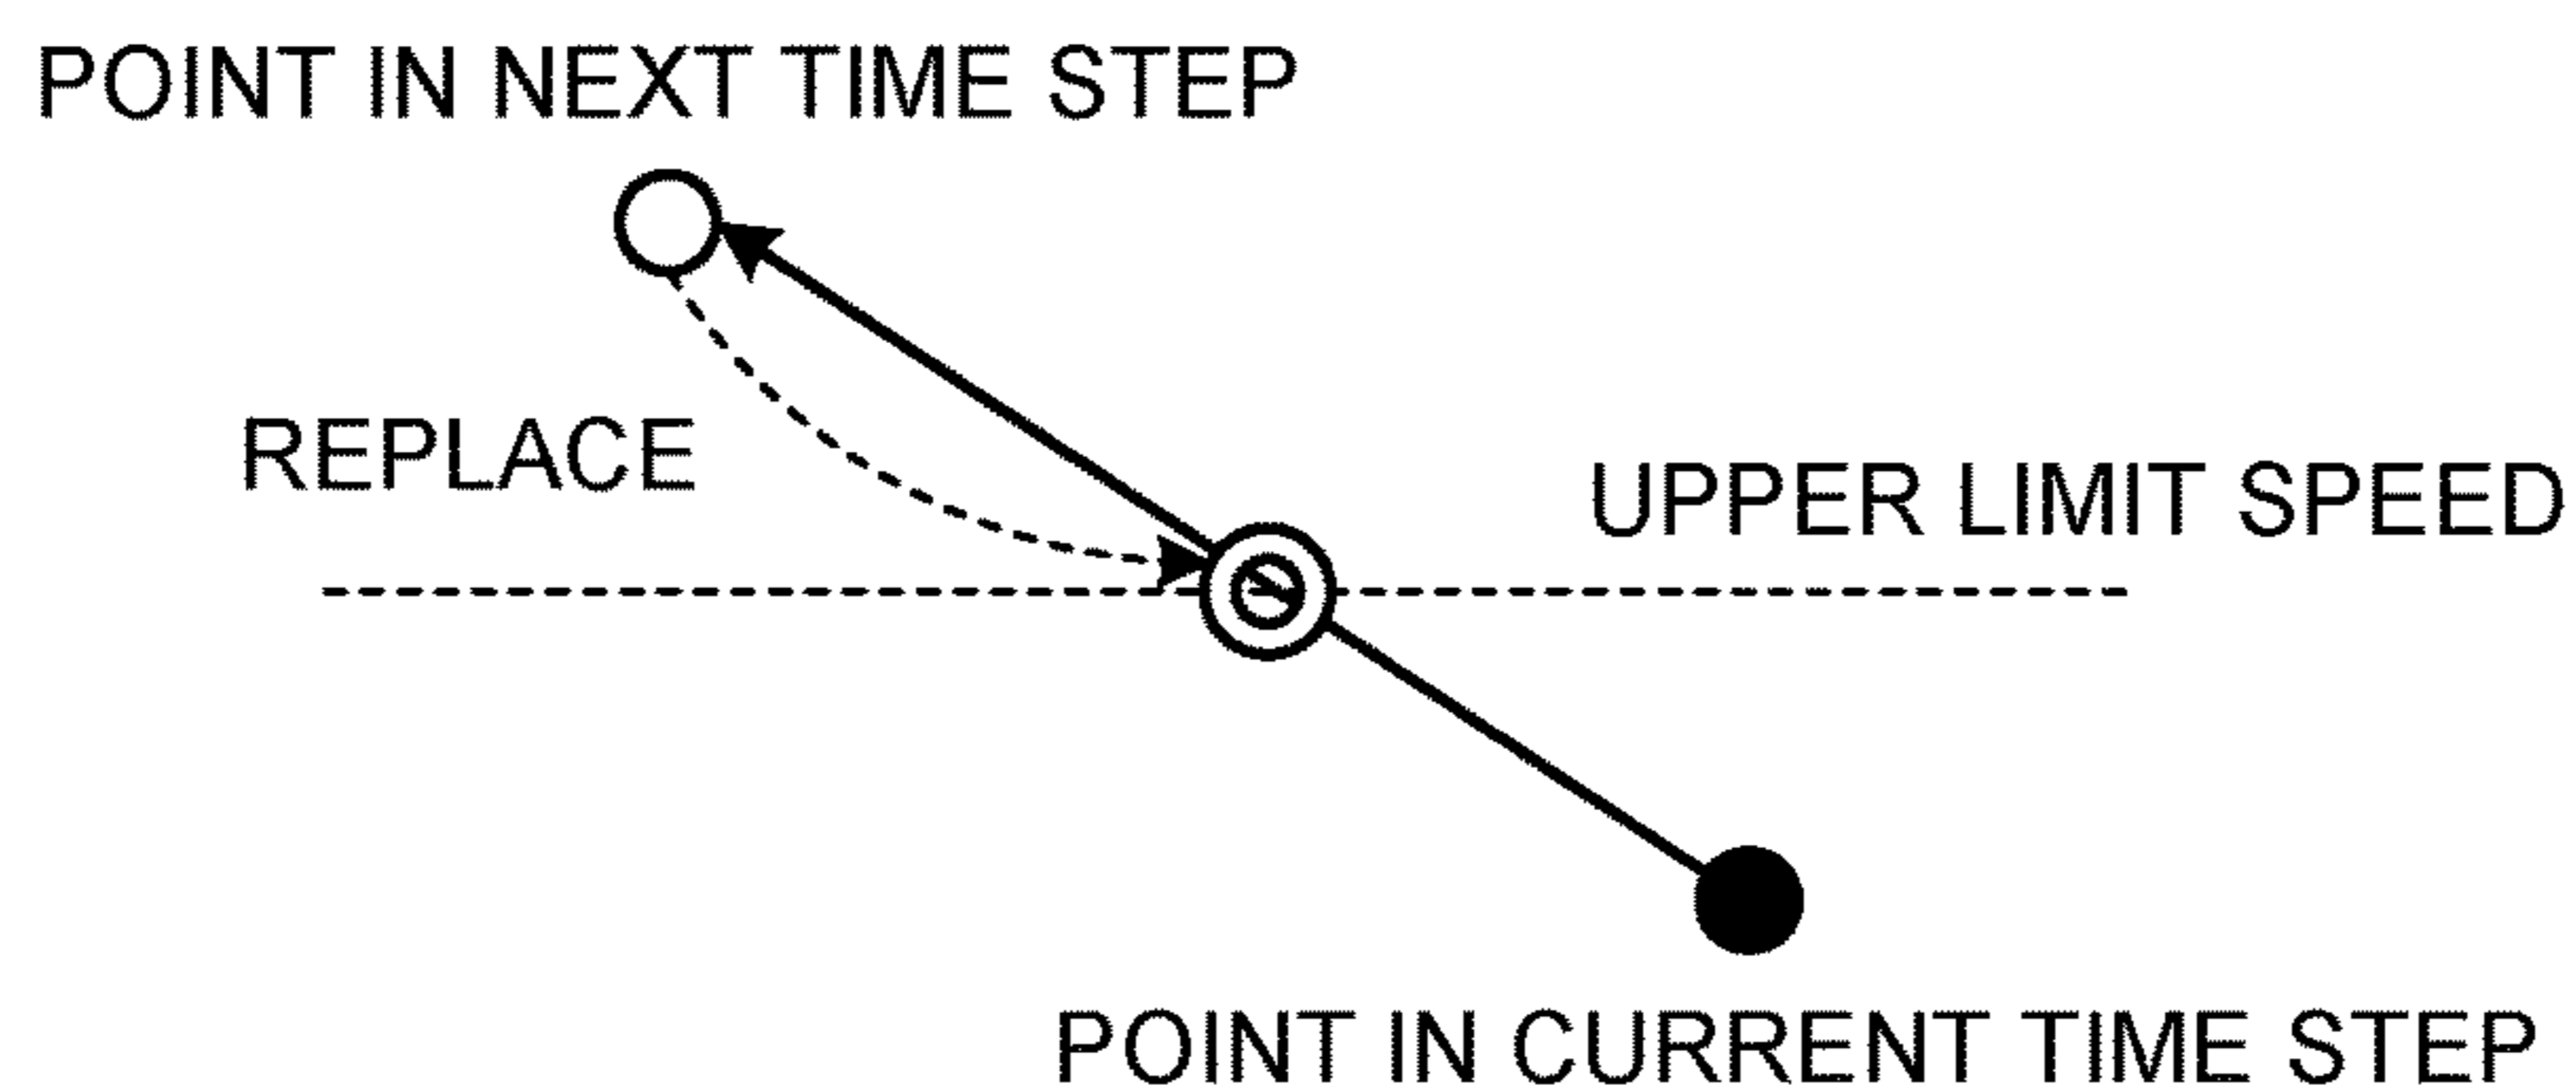 POINT IN NEXT TIME STEP
REPLACE
UPPER LIMIT SPEED
POINT IN CURRENT TIME STEP